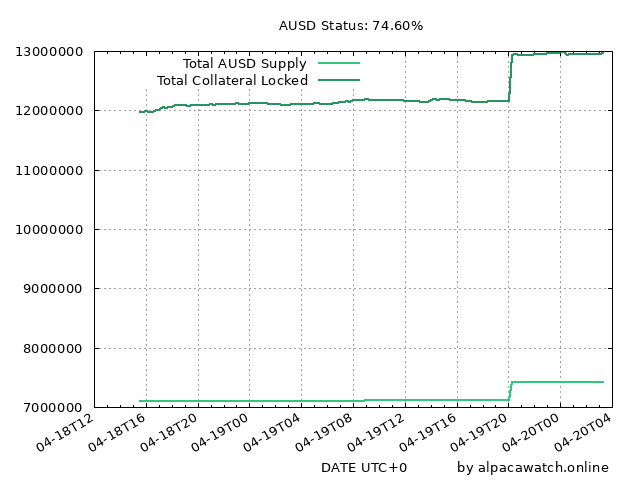 AUSD Status: 74.60%
13000000
12000000
11000000
10000000
9000000
8000000
7000000
Total AUSD Supply
Total Collateral Locked
04-18T12
04-18T16
04-18T20
04-19T00
04-19T04
04-19T08
04-19T12
04-19T16
04-19T20
04-20T00
04-20T04
DATE UTC+0
by alpacawatch.online